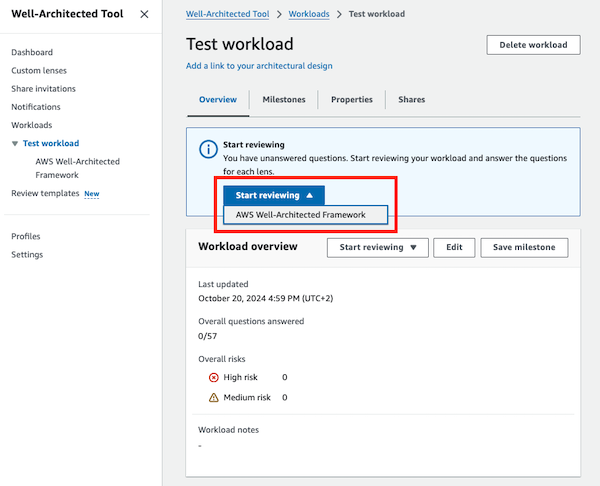 Well-Architected Tool
Dashboard
Custom lenses
Share invitations
Notifications
Workloads
Test workload
AWS Well-Architected
Framework
Review templates New
Profiles
Settings
Well-Architected Tool > Workloads > Test workload
Test workload
Delete workload
Add a link to your architectural design
Overview Milestones Properties Shares
Start reviewing
You have unanswered questions. Start reviewing your workload and answer the questions
for each lens.
Start reviewing
AWS Well-Architected Framework
Workload overview Start reviewing Edit Save milestone
Last updated
October 20, 2024 4:59 PM (UTC+2)
Overall questions answered
0/57
Overall risks
High risk 0
Medium risk 0
Workload notes
-